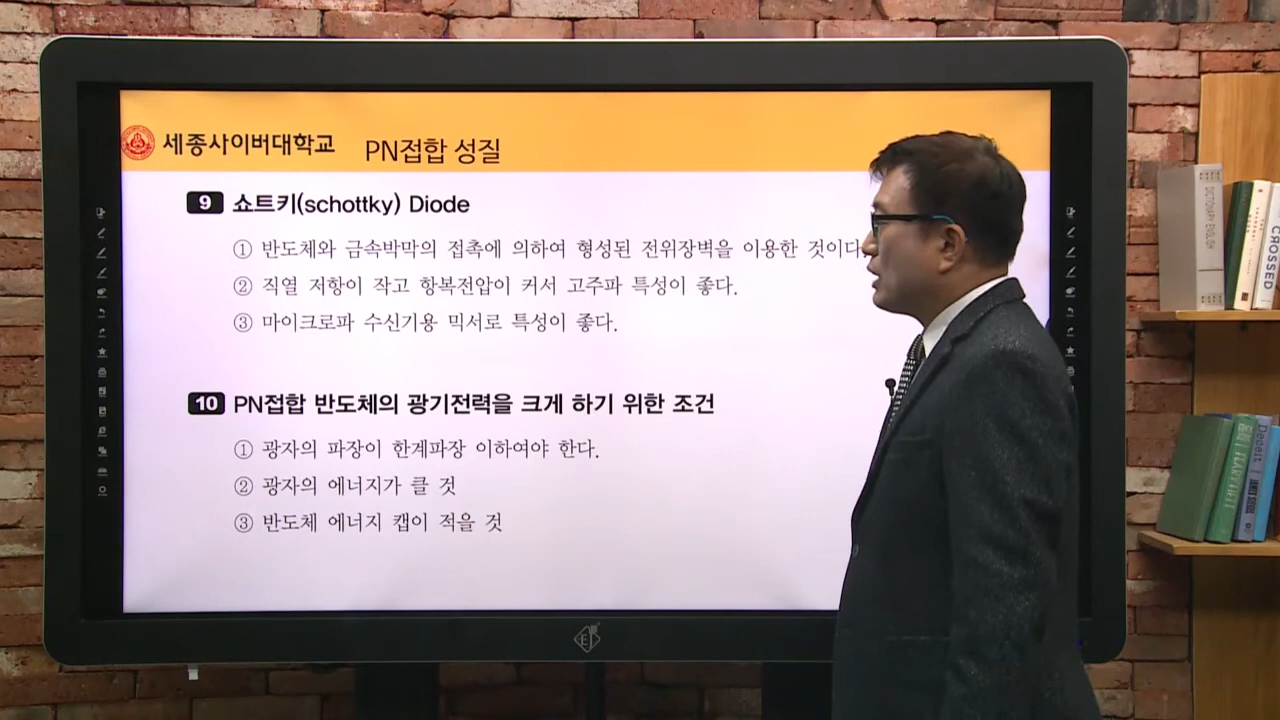 세종사이버대학교
PN접합 성질
9 쇼트키(schottky) Diode
① 반도체와 금속박막의 접촉에 의하여 형성된 전위장벽을 이용한 것이다.
② 직열 저항이 작고 항복전압이 커서 고주파 특성이 좋다.
③ 마이크로파 수신기용 믹서로 특성이 좋다.
10 PN접합 반도체의 광기전력을 크게 하기 위한 조건
① 광자의 파장이 한계파장 이하여야 한다.
② 광자의 에너지가 클 것
③ 반도체 에너지 캡이 적을 것
DICTIONARY ENGLISH
CROSSED
Deceit